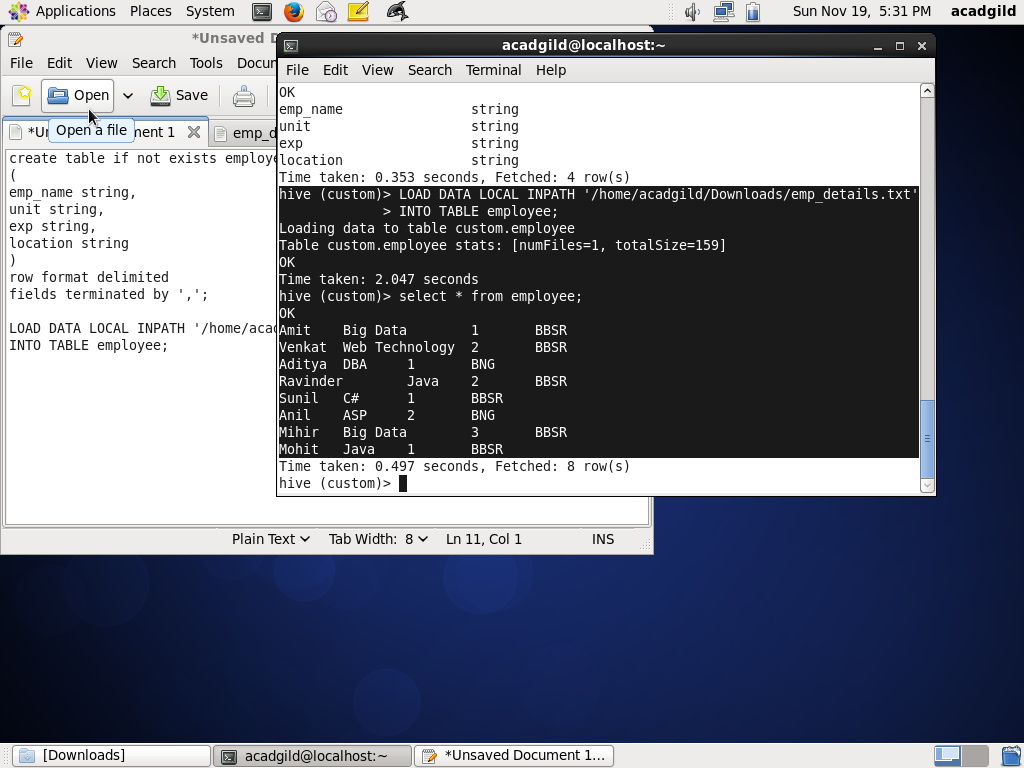 Applications Places System Sun Nov 19, 5:31 PM acadgild
*Unsaved D
File Edit View Search Tools Docum
Open Save
Open a file
*Un ment 1 emp_d
create table if not exists employe
(
emp_name string,
unit string,
exp string,
location string
)
row format delimited
fields terminated by ',';
LOAD DATA LOCAL INPATH '/home/acad
INTO TABLE employee;
Plain Text Tab Width: 8 Ln 11, Col 1 INS
acadgild@localhost:~
File Edit View Search Terminal Help
OK
emp_name string
unit string
exp string
location string
Time taken: 0.353 seconds, Fetched: 4 row(s)
hive (custom)> LOAD DATA LOCAL INPATH '/home/acadgild/Downloads/emp_details.txt'
> INTO TABLE employee;
Loading data to table custom.employee
Table custom.employee stats: [numFiles=1, totalSize=159]
OK
Time taken: 2.047 seconds
hive (custom)> select * from employee;
OK
Amit Big Data 1 BBSR
Venkat Web Technology 2 BBSR
Aditya DBA 1 BNG
Ravinder Java 2 BBSR
Sunil C# 1 BBSR
Anil ASP 2 BNG
Mihir Big Data 3 BBSR
Mohit Java 1 BBSR
Time taken: 0.497 seconds, Fetched: 8 row(s)
hive (custom)>
[Downloads] acadgild@localhost:~ *Unsaved Document 1...